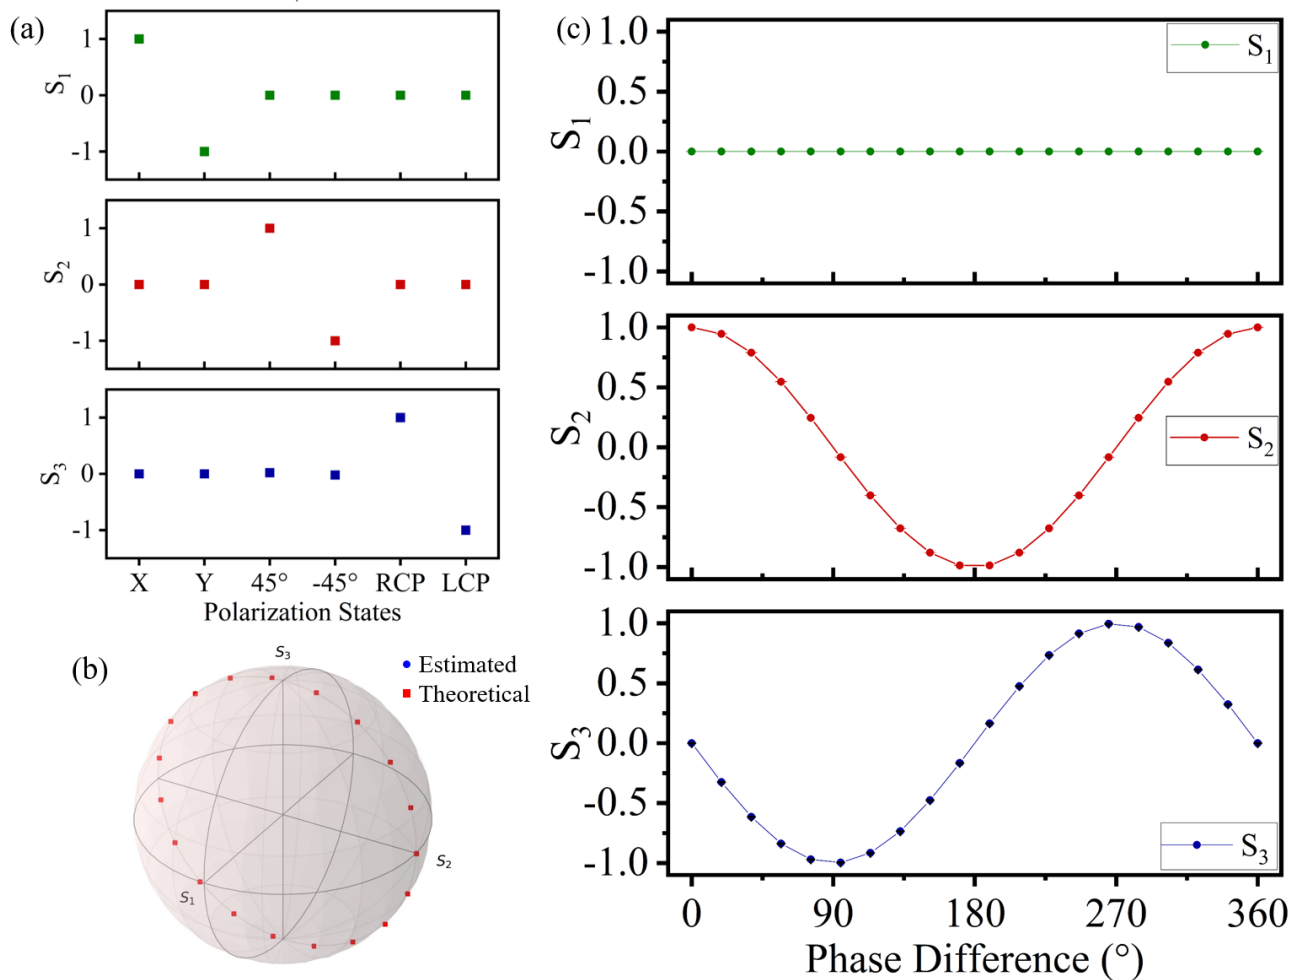 (a)
1
0
-1
S₁
1
0
-1
S₂
1
0
-1
S₃
X Y 45° -45° RCP LCP
Polarization States
(b)
S₃
S₂
S₁
Estimated
Theoretical
(c)
1.0
0.5
0.0
-0.5
-1.0
S₁
S₁
1.0
0.5
0.0
-0.5
-1.0
S₂
S₂
1.0
0.5
0.0
-0.5
-1.0
S₃
S₃
0 90 180 270 360
Phase Difference (°)